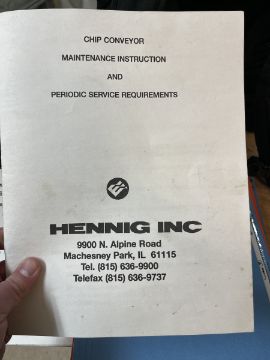 CHIP CONVEYOR
MAINTENANCE INSTRUCTION
AND
PERIODIC SERVICE REQUIREMENTS
HENNIG INC
9900 N. Alpine Road
Machesney Park, IL 61115
Tel. (815) 636-9900
Telefax (815) 636-9737